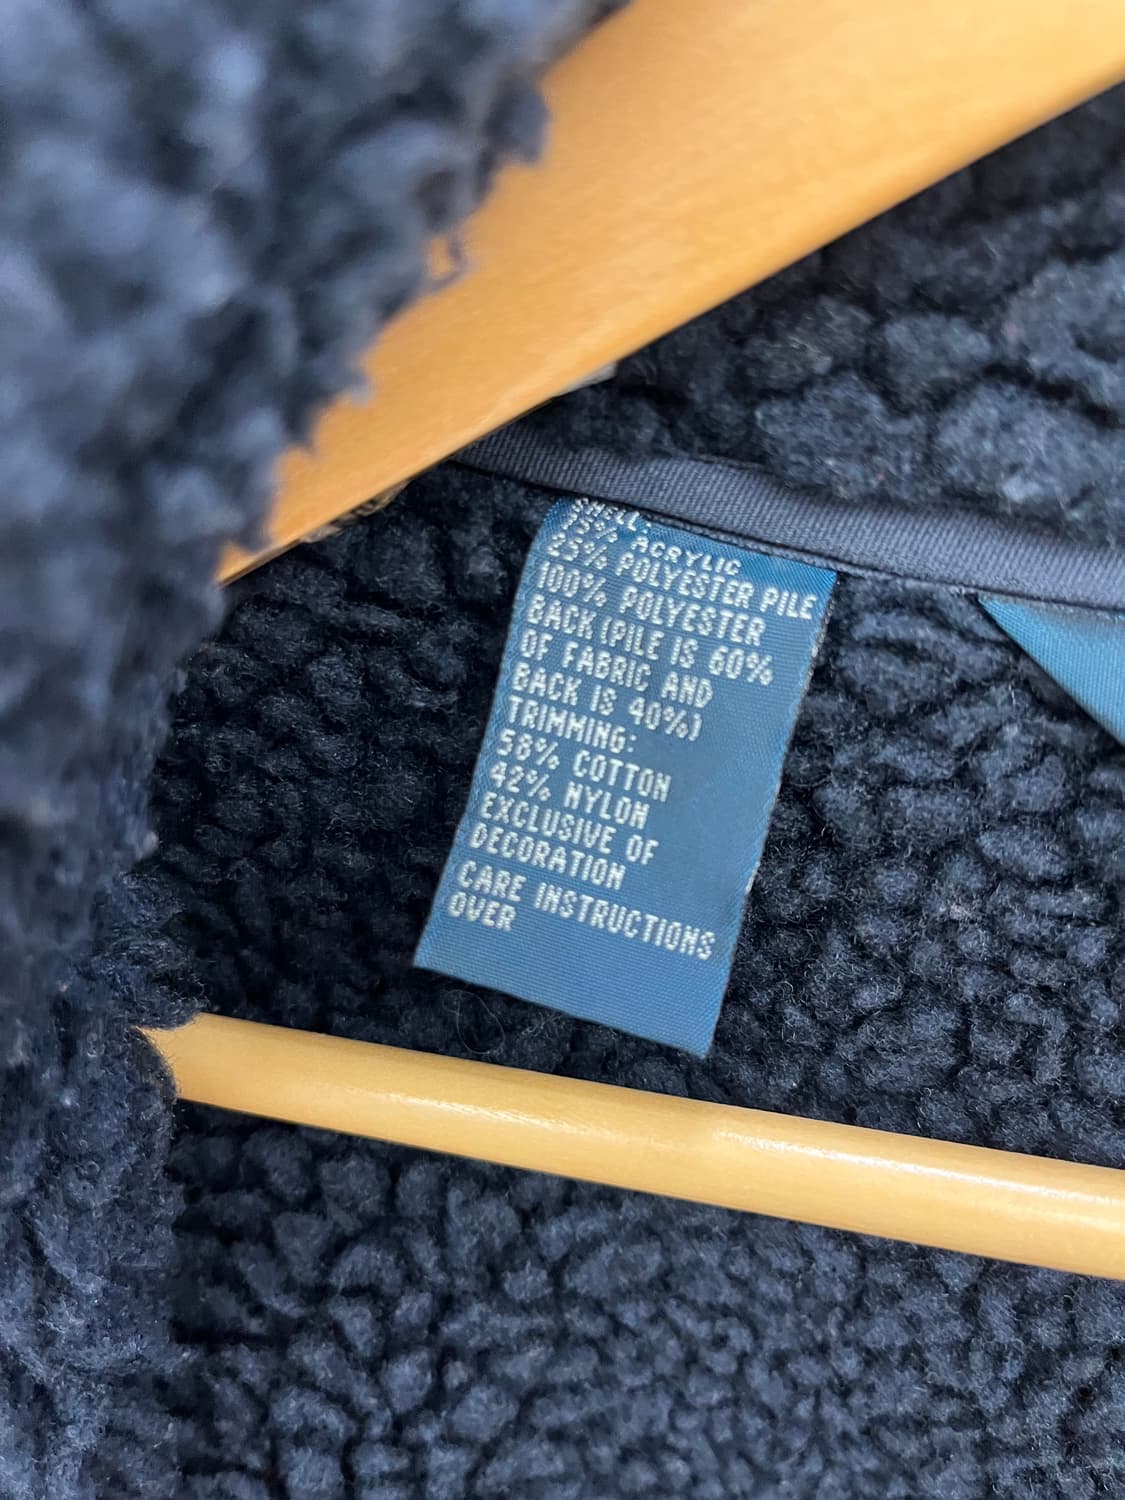 SHELL:
75% ACRYLIC
25% POLYESTER PILE
100% POLYESTER
BACK (PILE IS 60%
OF FABRIC AND
BACK IS 40%)
TRIMMING:
58% COTTON
42% NYLON
EXCLUSIVE OF
DECORATION
CARE INSTRUCTIONS
OVER